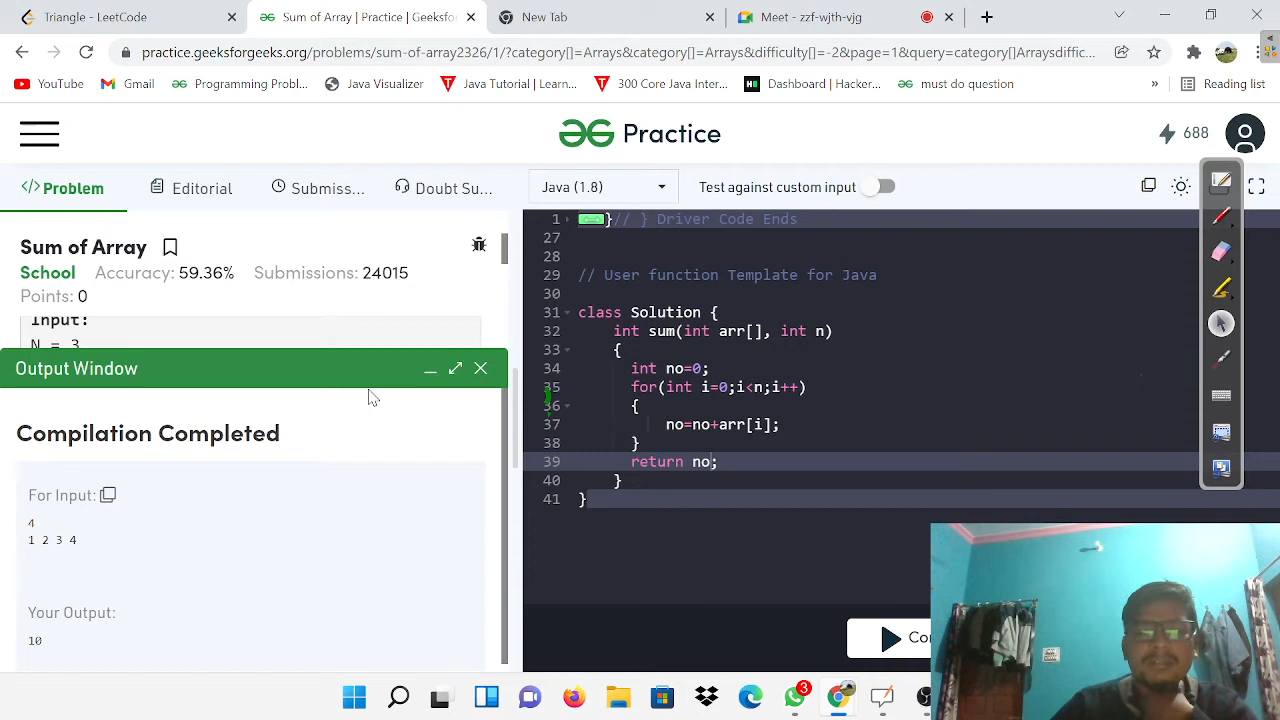 Triangle - LeetCode
Sum of Array | Practice | Geeksfor
New Tab
Meet - zzf-wjth-vjg
practice.geeksforgeeks.org/problems/sum-of-array2326/1/?category[]=Arrays&category[]=Arrays&difficulty[]=-2&page=1&query=category[]Arraysdiffic...
YouTube
Gmail
Programming Probl...
Java Visualizer
Java Tutorial | Learn...
300 Core Java Inter...
Dashboard | Hacker...
must do question
»
Reading list
Practice
688
</> Problem
Editorial
Submiss...
Doubt Su...
Java (1.8)
Test against custom input
Sum of Array
School Accuracy: 59.36% Submissions: 24015
Points: 0
Input:
N = 3
Output Window
Compilation Completed
For Input:
4
1 2 3 4
Your Output:
10
1 }// } Driver Code Ends
27
28
29 // User function Template for Java
30
31 class Solution {
32 int sum(int arr[], int n)
33 {
34 int no=0;
35 for(int i=0;i<n;i++)
36 {
37 no=no+arr[i];
38 }
39 return no;
40 }
41 }
Co
3